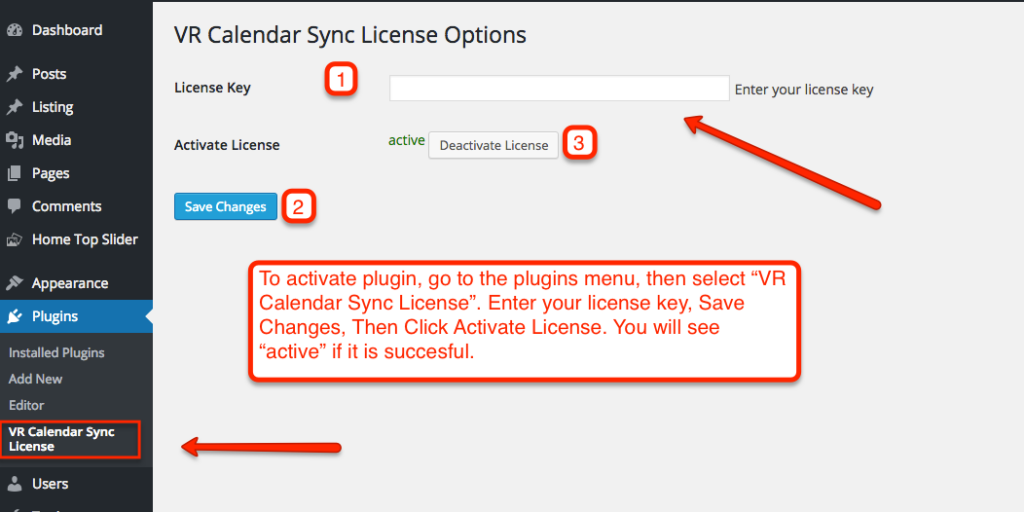 Dashboard
Posts
Listing
Media
Pages
Comments
Home Top Slider
Appearance
Plugins
Installed Plugins
Add New
Editor
VR Calendar Sync
License
Users
VR Calendar Sync License Options
License Key
1
Enter your license key
Activate License
active
Deactivate License
3
Save Changes
2
To activate plugin, go to the plugins menu, then select “VR
Calendar Sync License”. Enter your license key, Save
Changes, Then Click Activate License. You will see
“active” if it is succesful.